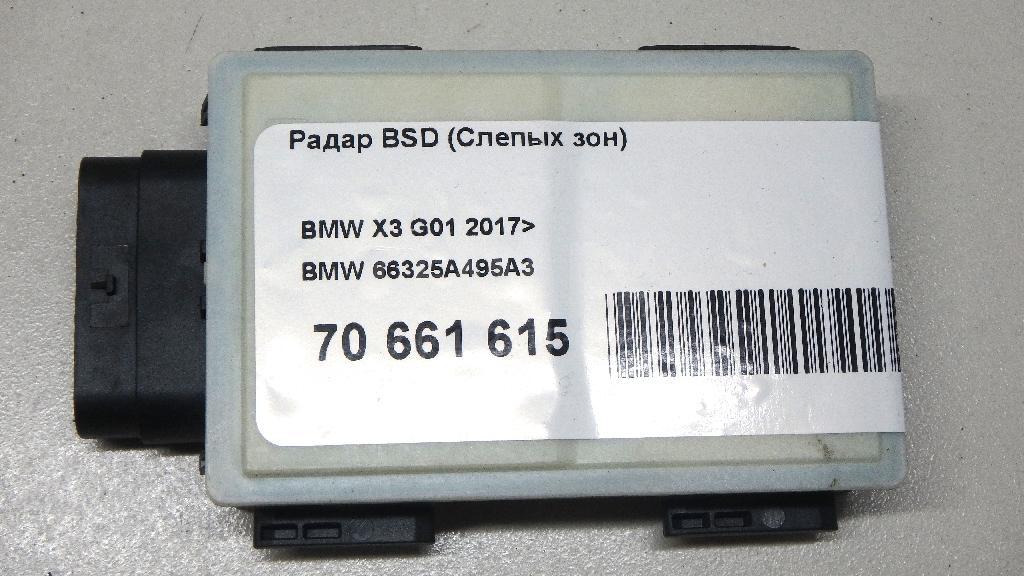 Радар BSD (Слепых зон)
BMW X3 G01 2017>
BMW 66325A495A3
70 661 615